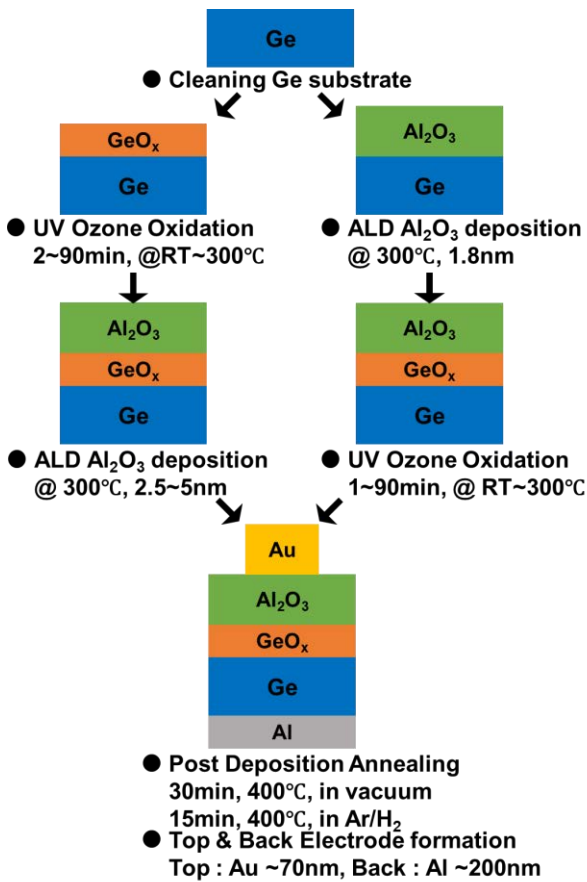 Ge
● Cleaning Ge substrate
GeOₓ
Ge
Al₂O₃
Ge
● UV Ozone Oxidation
2~90min, @RT~300℃
● ALD Al₂O₃ deposition
@ 300℃, 1.8nm
Al₂O₃
GeOₓ
Ge
Al₂O₃
GeOₓ
Ge
● ALD Al₂O₃ deposition
@ 300℃, 2.5~5nm
● UV Ozone Oxidation
1~90min, @ RT~300℃
Au
Al₂O₃
GeOₓ
Ge
Al
● Post Deposition Annealing
30min, 400℃, in vacuum
15min, 400℃, in Ar/H₂
● Top & Back Electrode formation
Top : Au ~70nm, Back : Al ~200nm